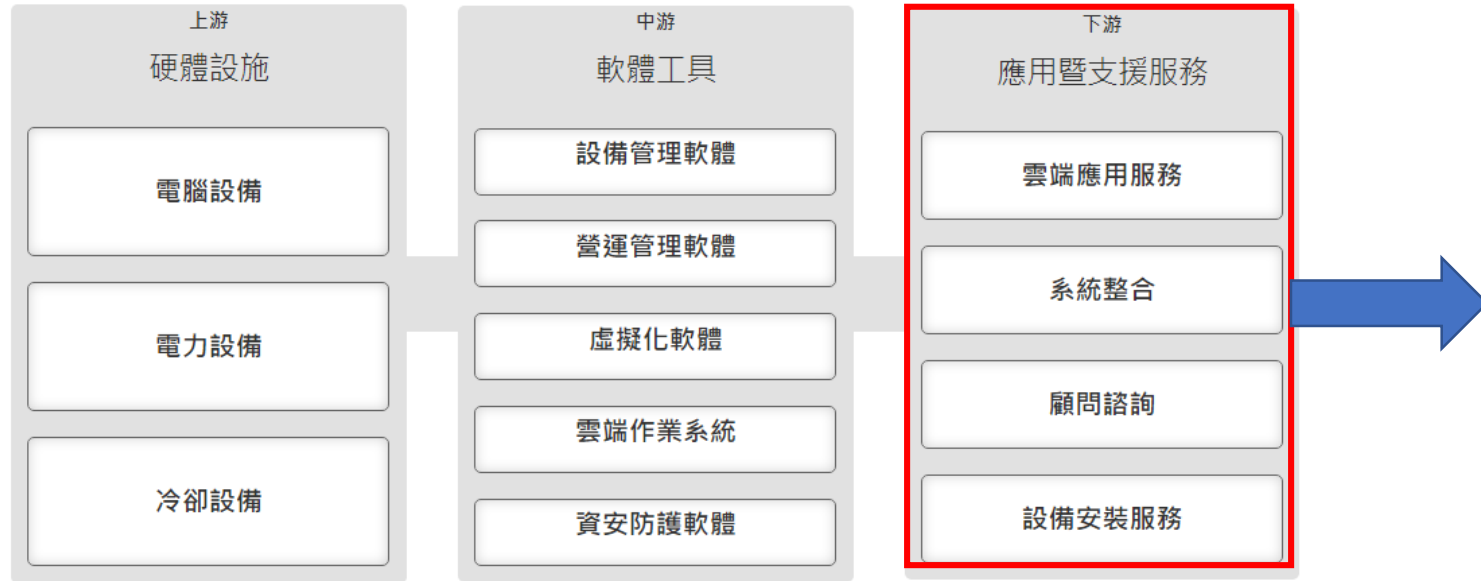 上游
硬體設施
電腦設備
電力設備
冷卻設備
中游
軟體工具
設備管理軟體
營運管理軟體
虛擬化軟體
雲端作業系統
資安防護軟體
下游
應用暨支援服務
雲端應用服務
系統整合
顧問諮詢
設備安裝服務